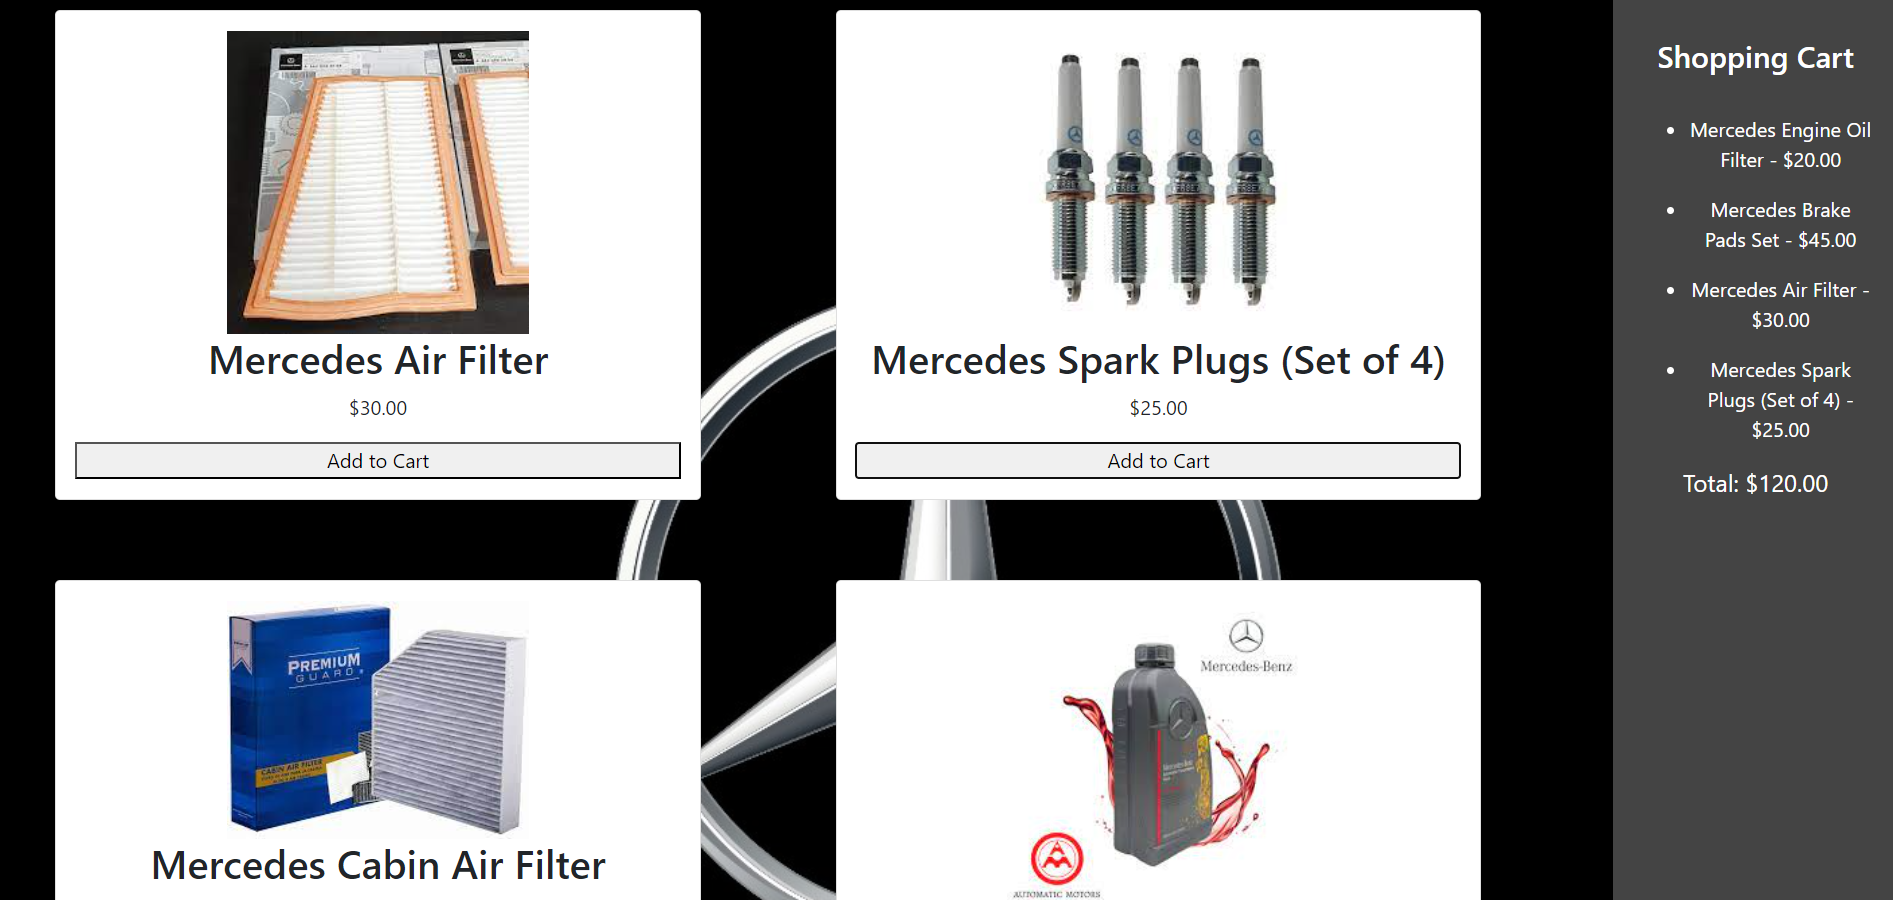 Mercedes Air Filter
$30.00
Add to Cart
Mercedes Spark Plugs (Set of 4)
$25.00
Add to Cart
PREMIUM
GUARD
CABIN AIR FILTER
Mercedes Cabin Air Filter
Mercedes-Benz
AUTOMATIC MOTORS
Shopping Cart
Mercedes Engine Oil
Filter - $20.00
Mercedes Brake
Pads Set - $45.00
Mercedes Air Filter -
$30.00
Mercedes Spark
Plugs (Set of 4) -
$25.00
Total: $120.00